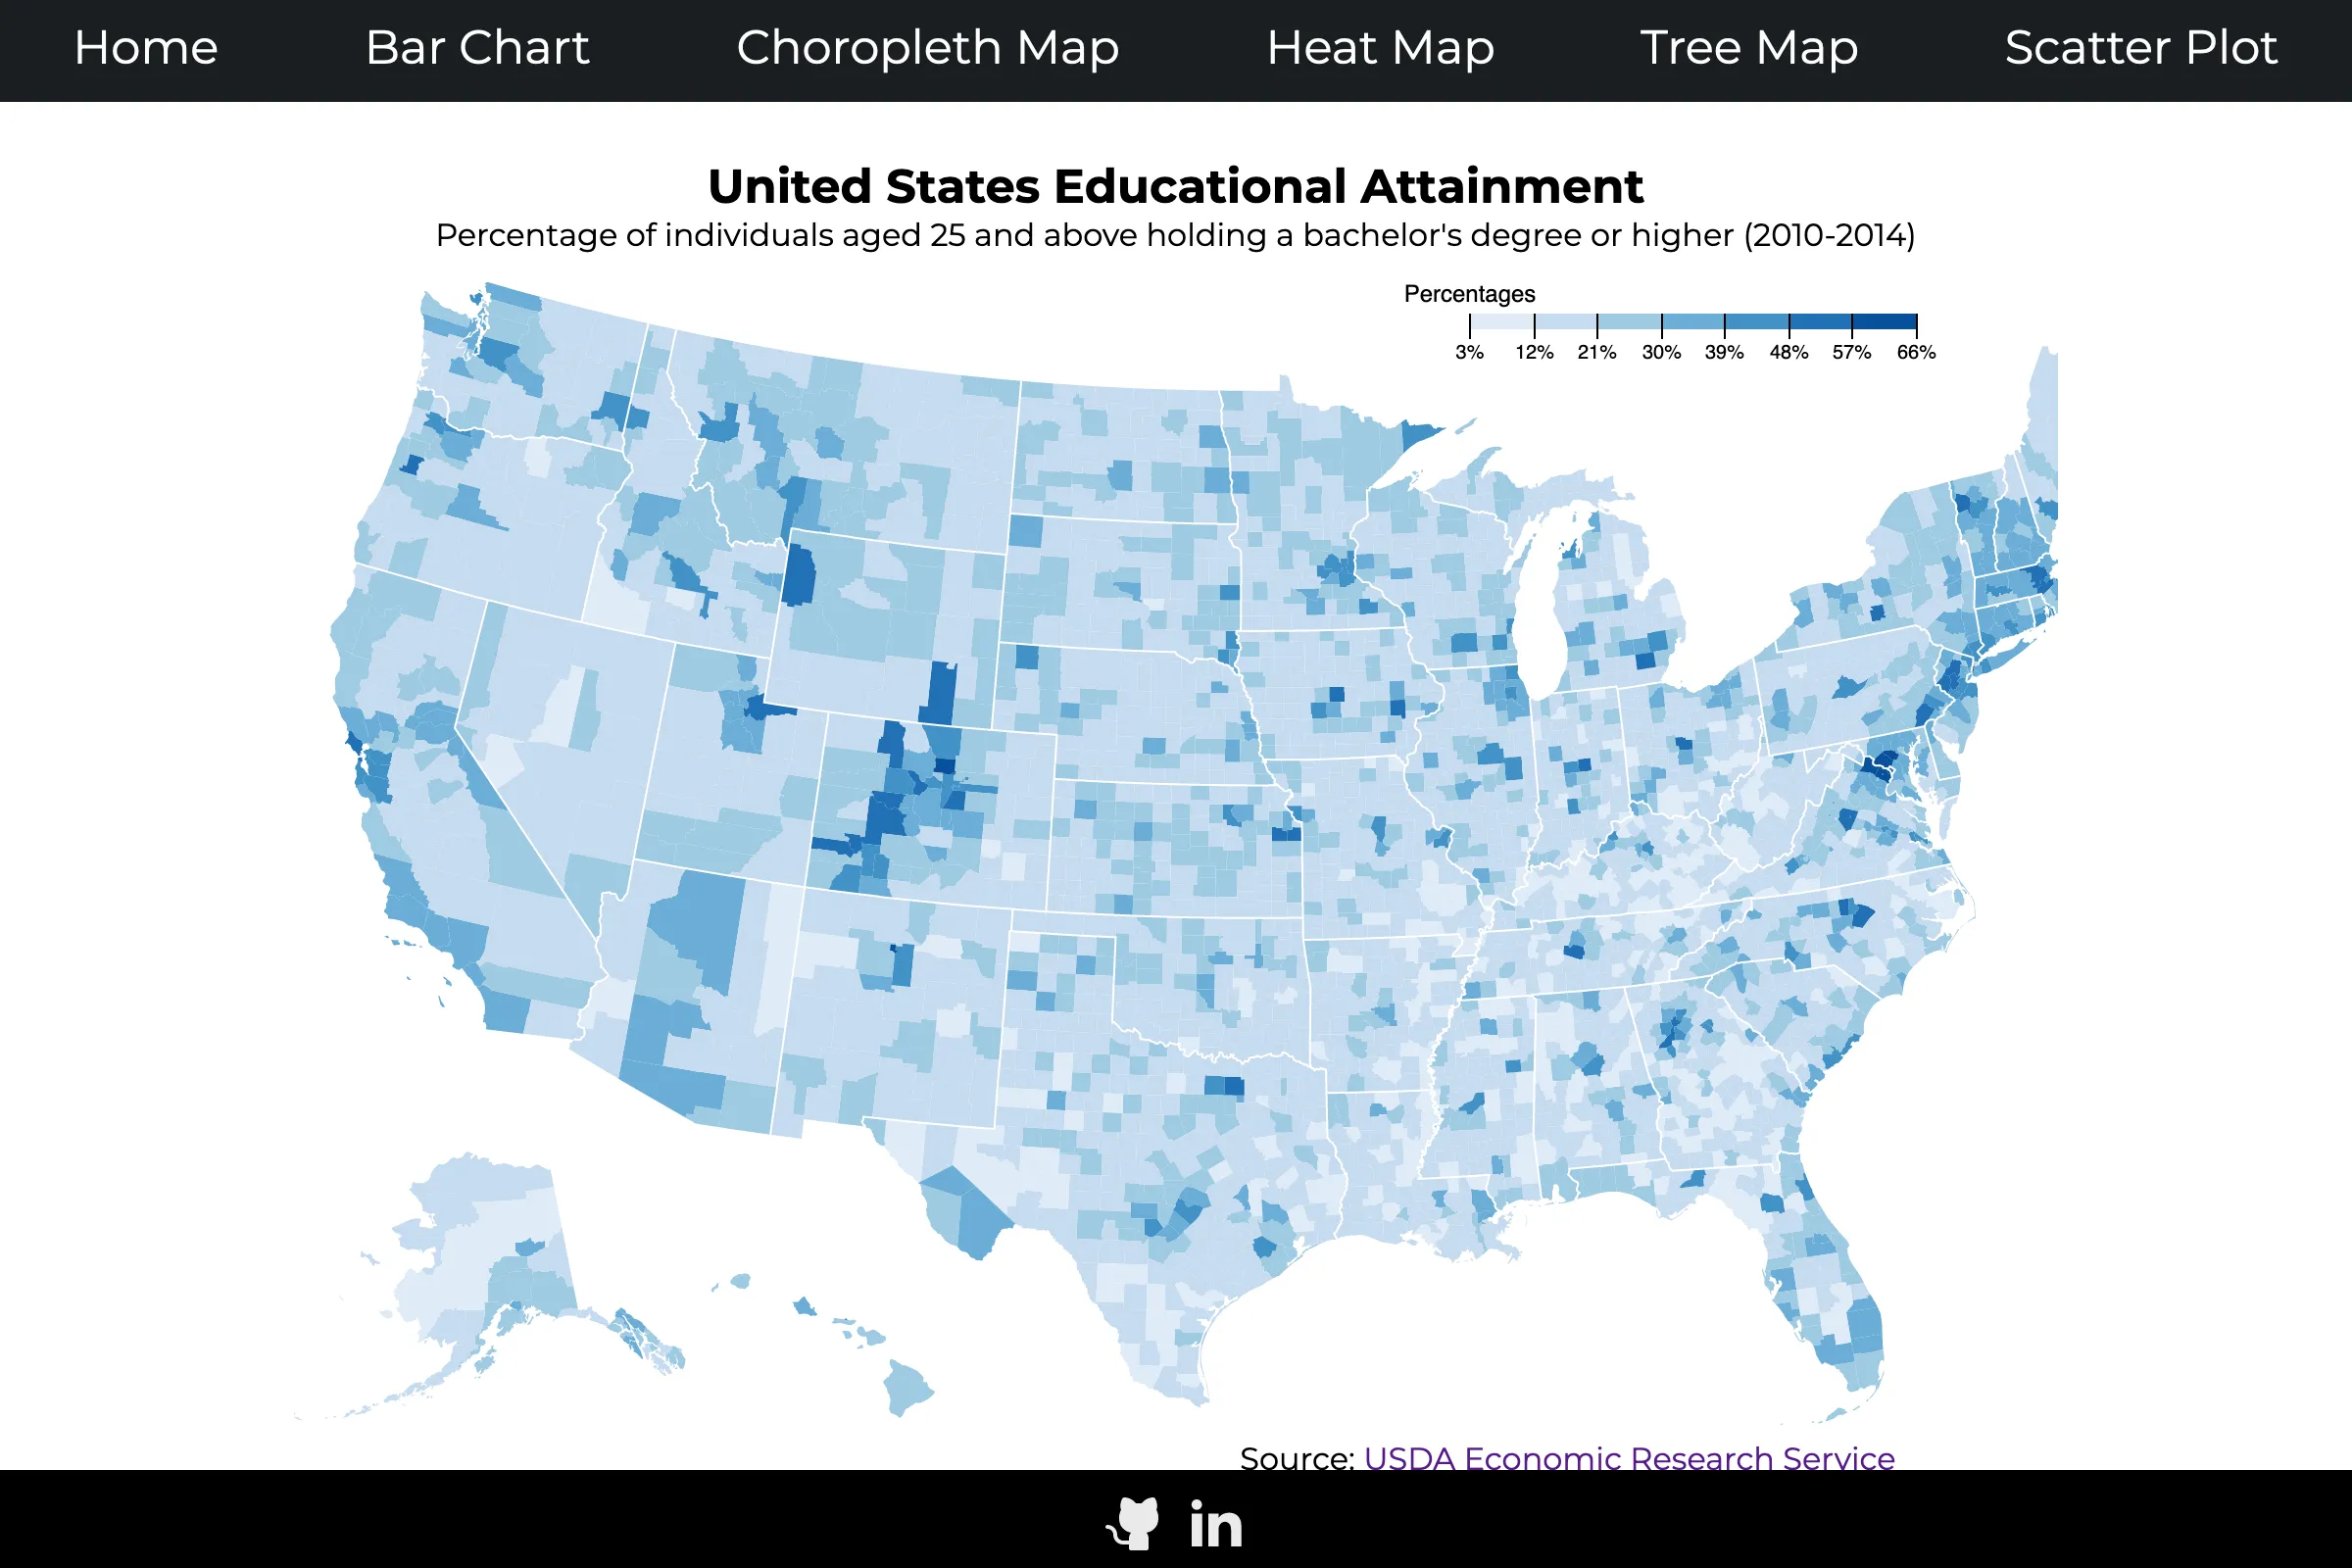 Home Bar Chart Choropleth Map Heat Map Tree Map Scatter Plot
United States Educational Attainment
Percentage of individuals aged 25 and above holding a bachelor's degree or higher (2010-2014)
Percentages
3% 12% 21% 30% 39% 48% 57% 66%
Source: USDA Economic Research Service
in